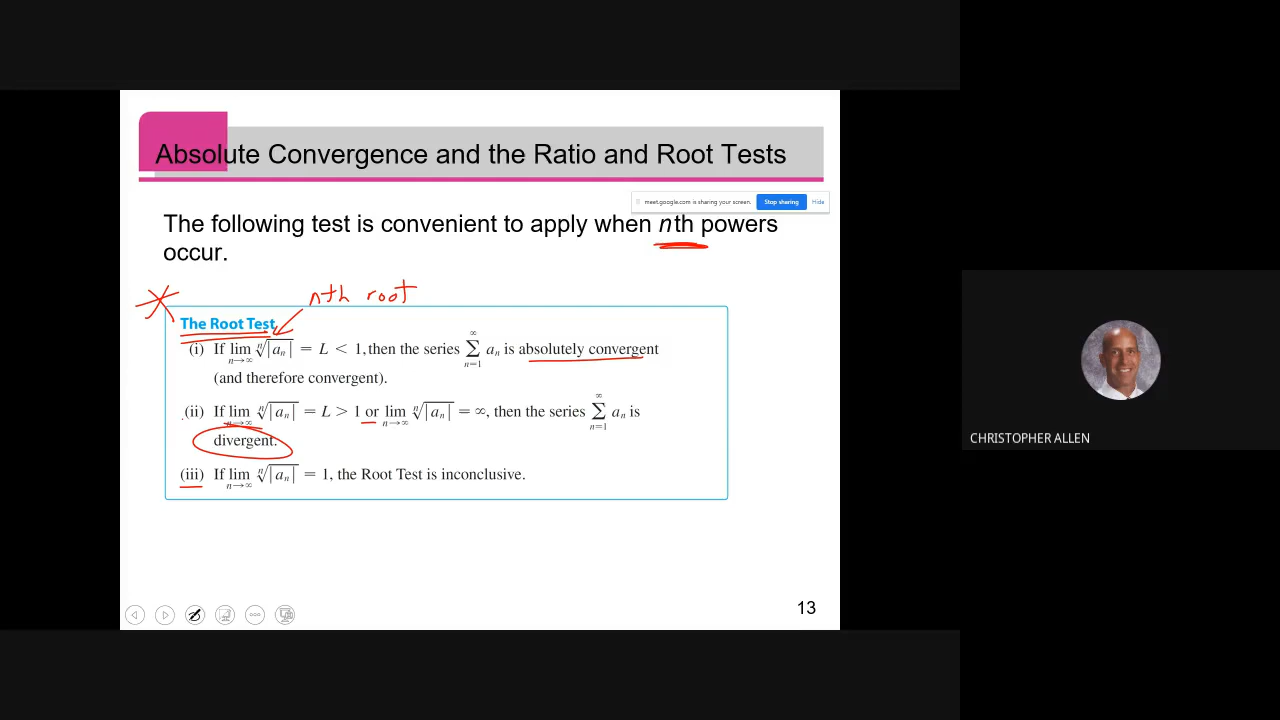 Absolute Convergence and the Ratio and Root Tests
meet.google.com is sharing your screen. Stop sharing Hide
The following test is convenient to apply when nth powers
occur.
nth root
The Root Test
(i) If lim n→∞ ⁿ√|aₙ| = L < 1, then the series ∞ Σ n=1 aₙ is absolutely convergent
(and therefore convergent).
(ii) If lim n→∞ ⁿ√|aₙ| = L > 1 or lim n→∞ ⁿ√|aₙ| = ∞, then the series ∞ Σ n=1 aₙ is
divergent.
(iii) If lim n→∞ ⁿ√|aₙ| = 1, the Root Test is inconclusive.
13
CHRISTOPHER ALLEN